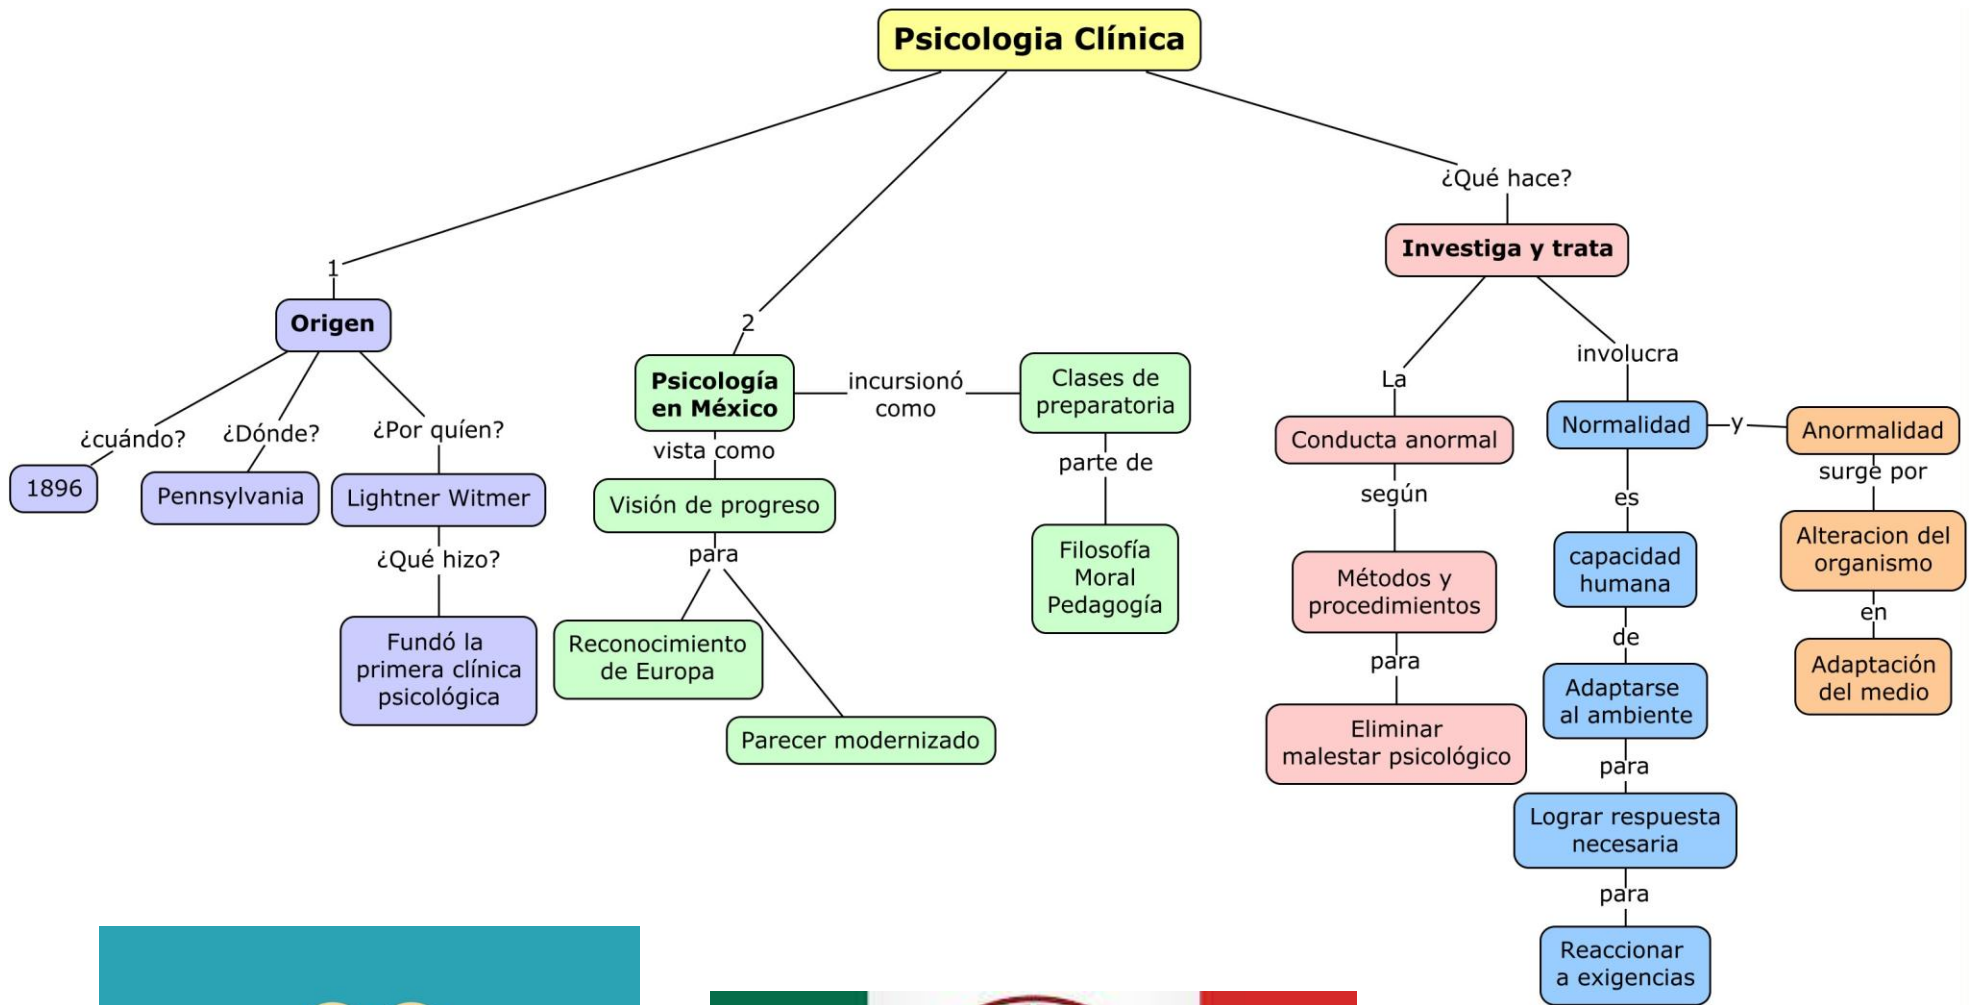 Psicologia Clínica
1
Origen
¿cuándo?
1896
¿Dónde?
Pennsylvania
¿Por quíen?
Lightner Witmer
¿Qué hizo?
Fundó la
primera clínica
psicológica
2
Psicología
en México
vista como
Visión de progreso
para
Reconocimiento
de Europa
Parecer modernizado
incursionó
como
Clases de
preparatoria
parte de
Filosofía
Moral
Pedagogía
¿Qué hace?
Investiga y trata
La
Conducta anormal
según
Métodos y
procedimientos
para
Eliminar
malestar psicológico
involucra
Normalidad
es
capacidad
humana
de
Adaptarse
al ambiente
para
Lograr respuesta
necesaria
para
Reaccionar
a exigencias
y
Anormalidad
surge por
Alteracion del
organismo
en
Adaptación
del medio